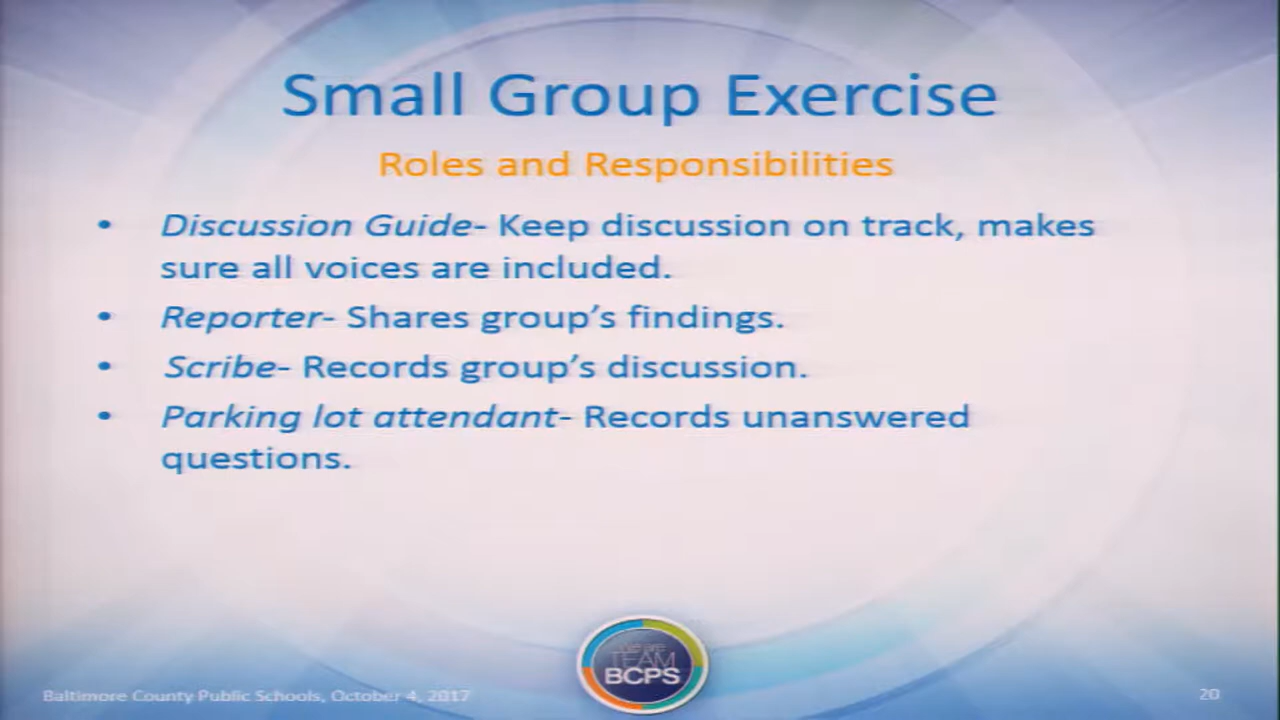 Small Group Exercise
Roles and Responsibilities
• Discussion Guide- Keep discussion on track, makes
sure all voices are included.
• Reporter- Shares group’s findings.
• Scribe- Records group’s discussion.
• Parking lot attendant- Records unanswered
questions.
we are
TEAM
BCPS
Baltimore County Public Schools, October 4, 2017
20